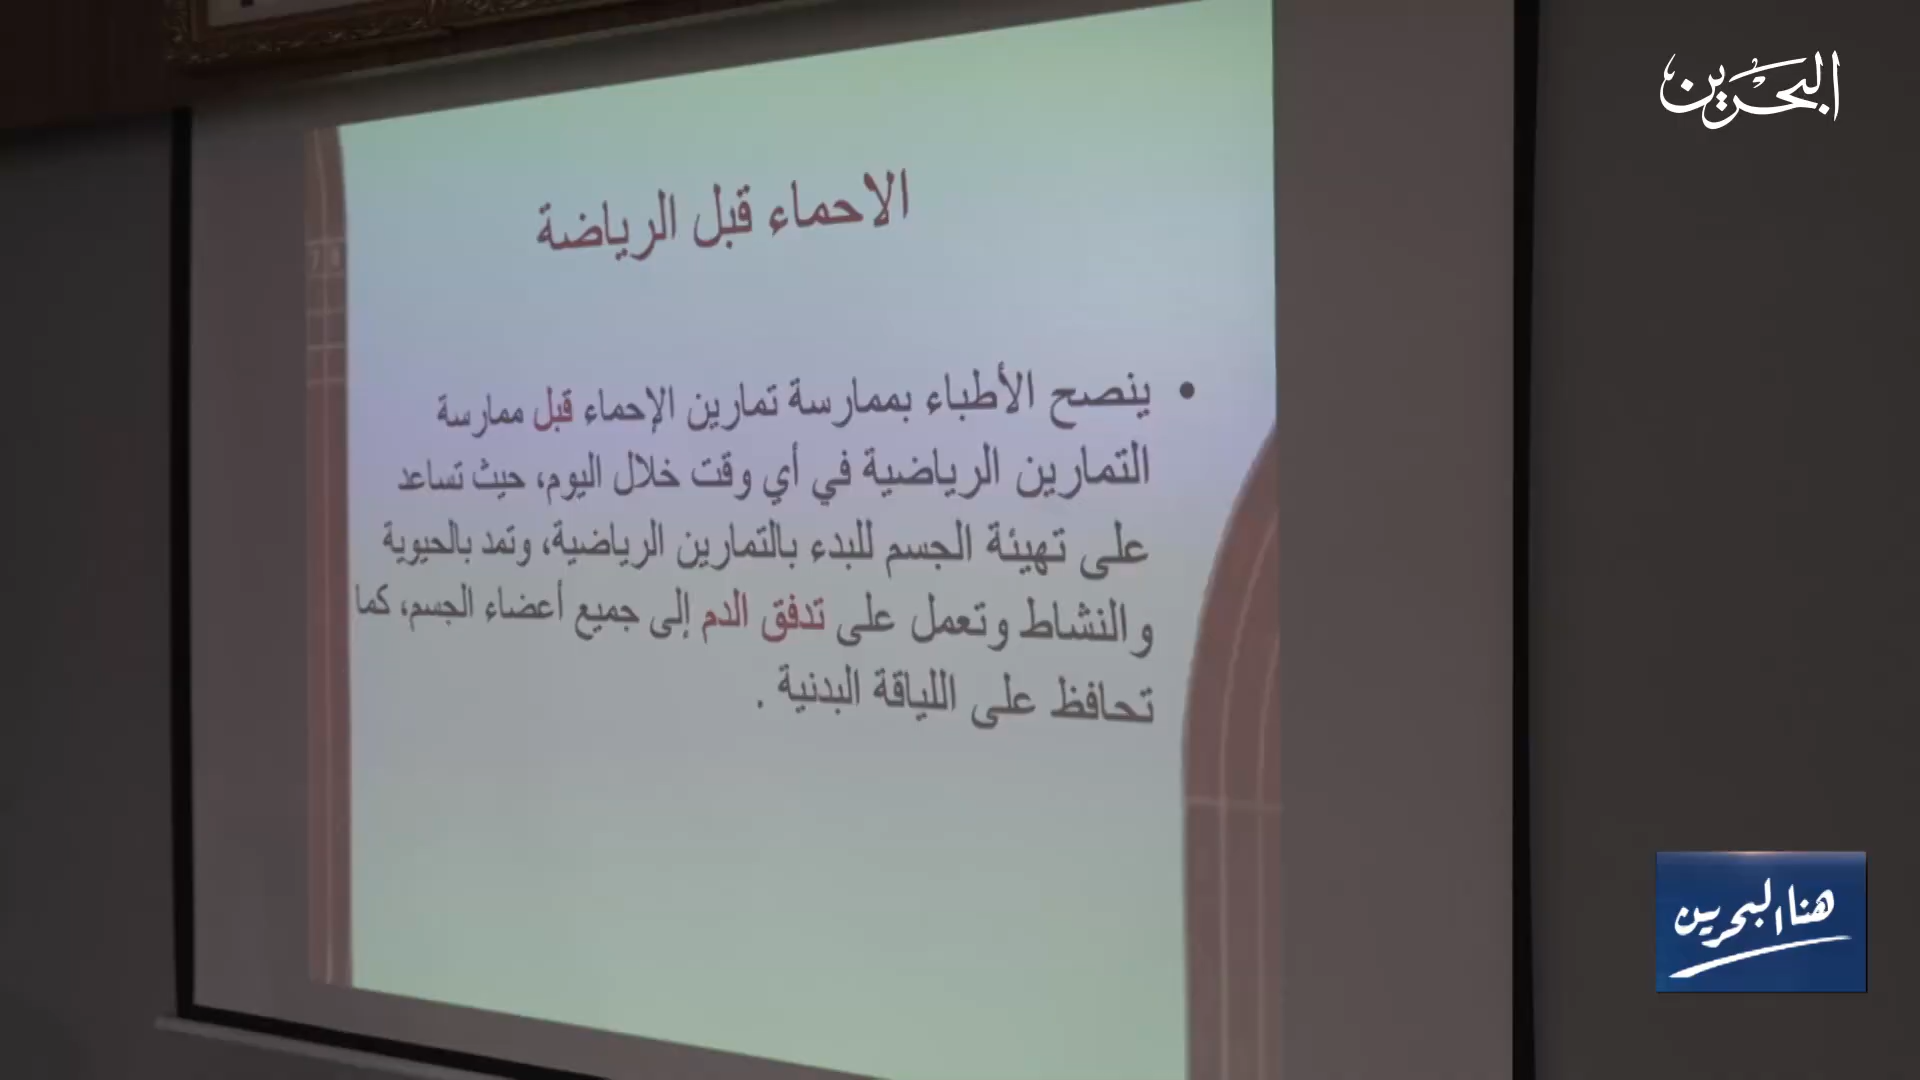 البحرين
الاحماء قبل الرياضة
• ينصح الأطباء بممارسة تمارين الإحماء قبل ممارسة
التمارين الرياضية في أي وقت خلال اليوم، حيث تساعد
على تهيئة الجسم للبدء بالتمارين الرياضية، وتمد بالحيوية
والنشاط وتعمل على تدفق الدم إلى جميع أعضاء الجسم، كما
تحافظ على اللياقة البدنية .
7 8
هنا البحرين